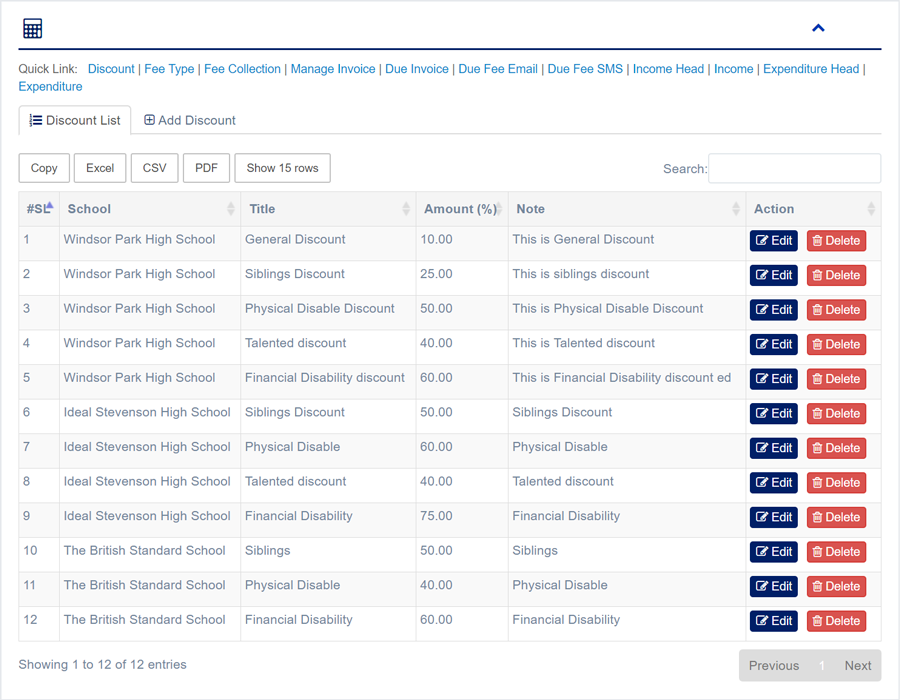 Quick Link: Discount | Fee Type | Fee Collection | Manage Invoice | Due Invoice | Due Fee Email | Due Fee SMS | Income Head | Income | Expenditure Head |
Expenditure
Discount List Add Discount
Copy Excel CSV PDF Show 15 rows Search:
#SL School Title Amount (%) Note Action
1 Windsor Park High School General Discount 10.00 This is General Discount Edit Delete
2 Windsor Park High School Siblings Discount 25.00 This is siblings discount Edit Delete
3 Windsor Park High School Physical Disable Discount 50.00 This is Physical Disable Discount Edit Delete
4 Windsor Park High School Talented discount 40.00 This is Talented discount Edit Delete
5 Windsor Park High School Financial Disability discount 60.00 This is Financial Disability discount ed Edit Delete
6 Ideal Stevenson High School Siblings Discount 50.00 Siblings Discount Edit Delete
7 Ideal Stevenson High School Physical Disable 60.00 Physical Disable Edit Delete
8 Ideal Stevenson High School Talented discount 40.00 Talented discount Edit Delete
9 Ideal Stevenson High School Financial Disability 75.00 Financial Disability Edit Delete
10 The British Standard School Siblings 50.00 Siblings Edit Delete
11 The British Standard School Physical Disable 40.00 Physical Disable Edit Delete
12 The British Standard School Financial Disability 60.00 Financial Disability Edit Delete
Showing 1 to 12 of 12 entries Previous 1 Next